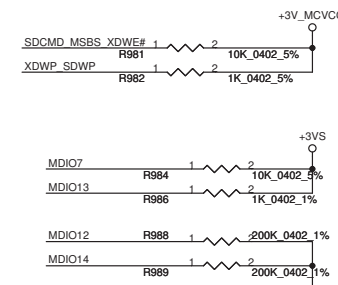 +3V_MCVCC
SDCMD_MSBS_XDWE# 1 2
R981 10K_0402_5%
XDWP_SDWP 1 2
R982 1K_0402_5%
+3VS
MDIO7 1 2
R984 10K_0402_5%
MDIO13 1 2
R986 1K_0402_1%
MDIO12 R988 1 2 200K_0402_1%
MDIO14 1 2
R989 200K_0402_1%